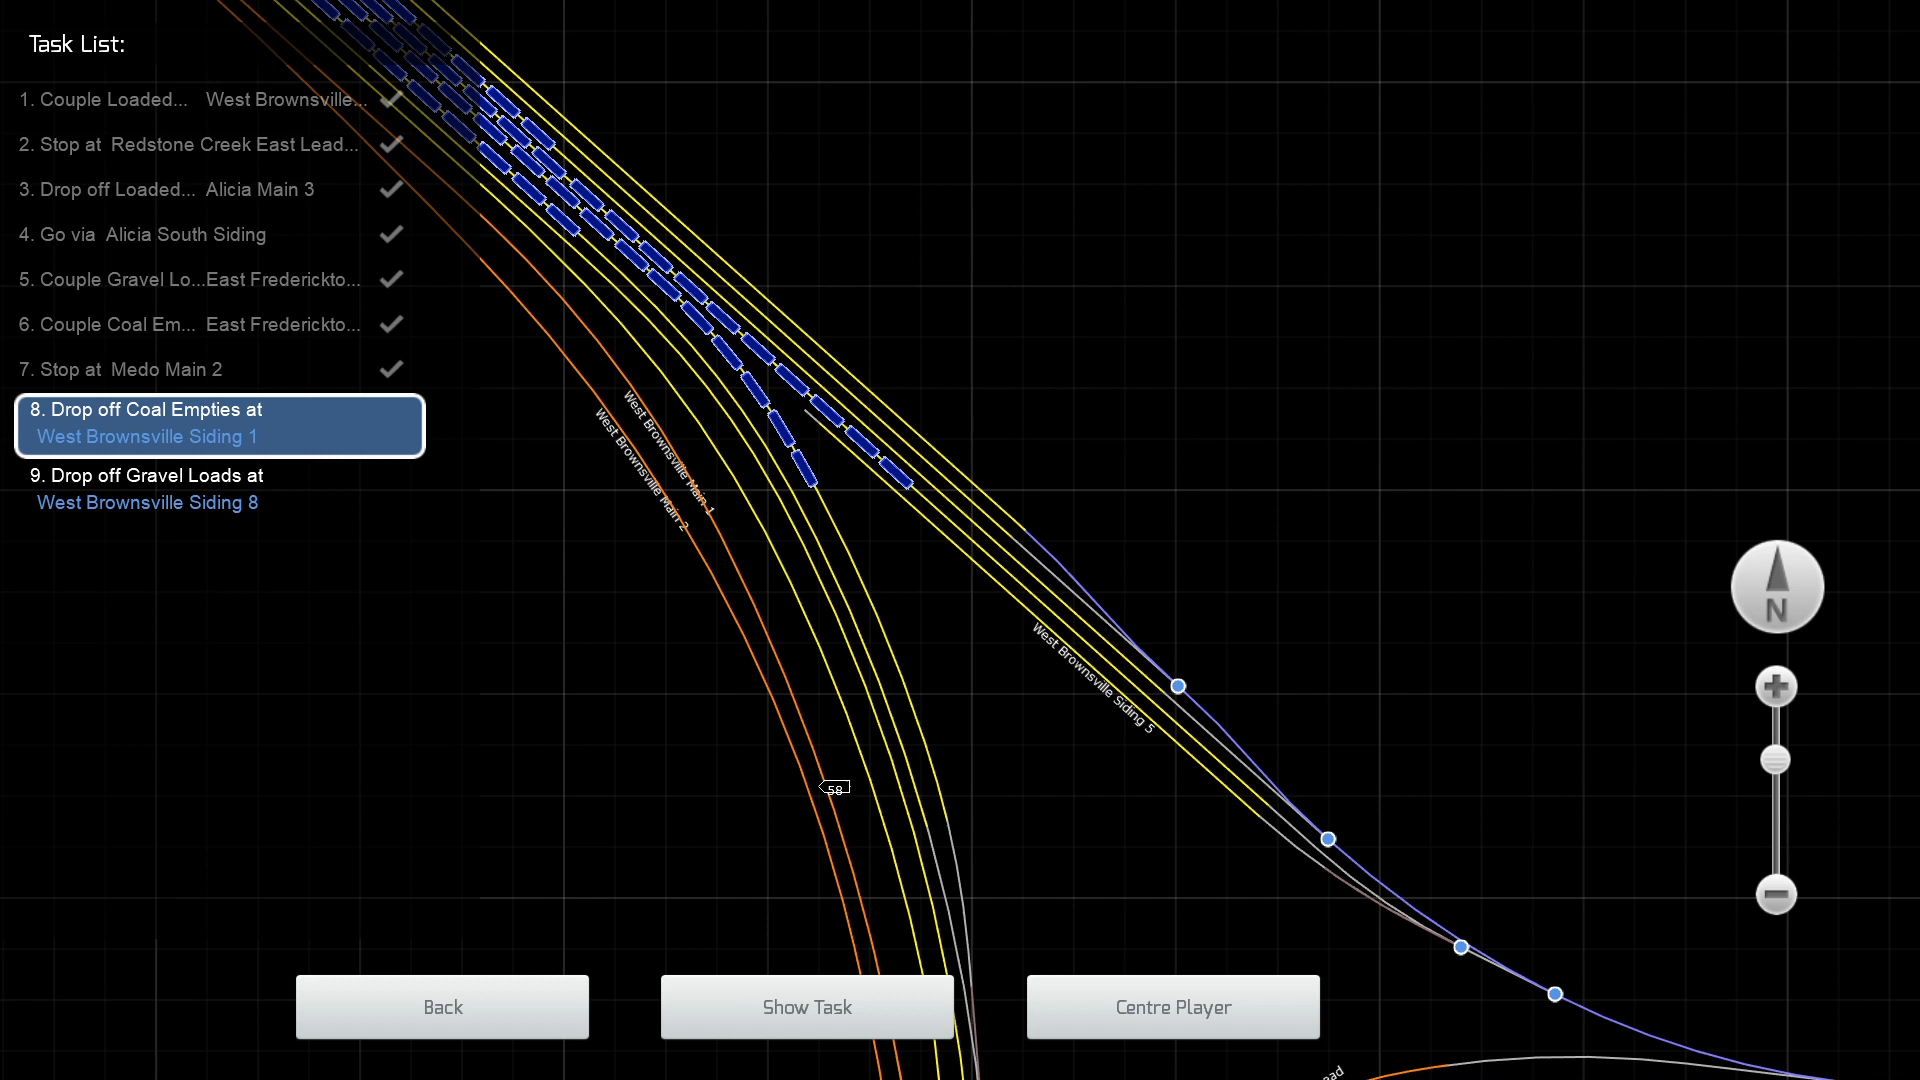 Task List:
1. Couple Loaded... West Brownsville...
2. Stop at Redstone Creek East Lead...
3. Drop off Loaded... Alicia Main 3
4. Go via Alicia South Siding
5. Couple Gravel Lo...East Frederickto...
6. Couple Coal Em... East Frederickto...
7. Stop at Medo Main 2
8. Drop off Coal Empties at
West Brownsville Siding 1
9. Drop off Gravel Loads at
West Brownsville Siding 8
West Brownsville Main 1
West Brownsville Main 2
West Brownsville Siding 5
58
N
Back
Show Task
Centre Player